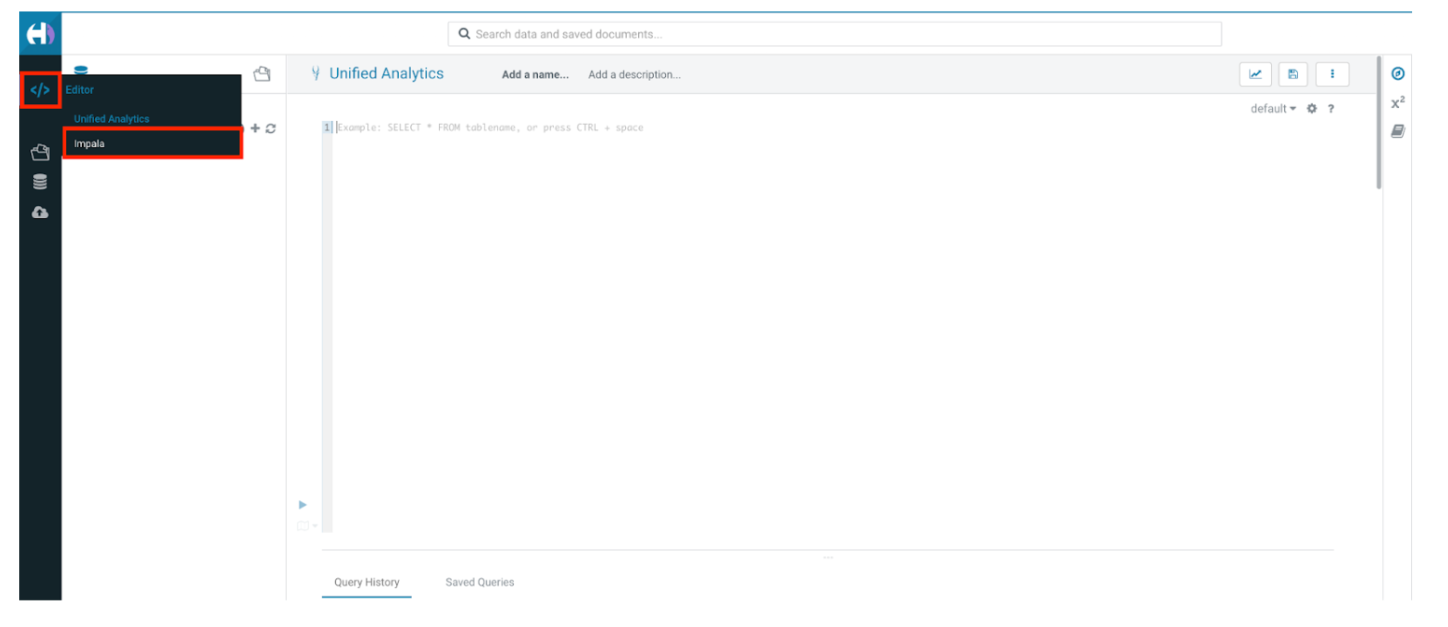 Search data and saved documents...
</>
Editor
Unified Analytics
Add a name...
Add a description...
Unified Analytics
default
?
x²
1
Example: SELECT * FROM tablename, or press CTRL + space
Impala
Query History
Saved Queries